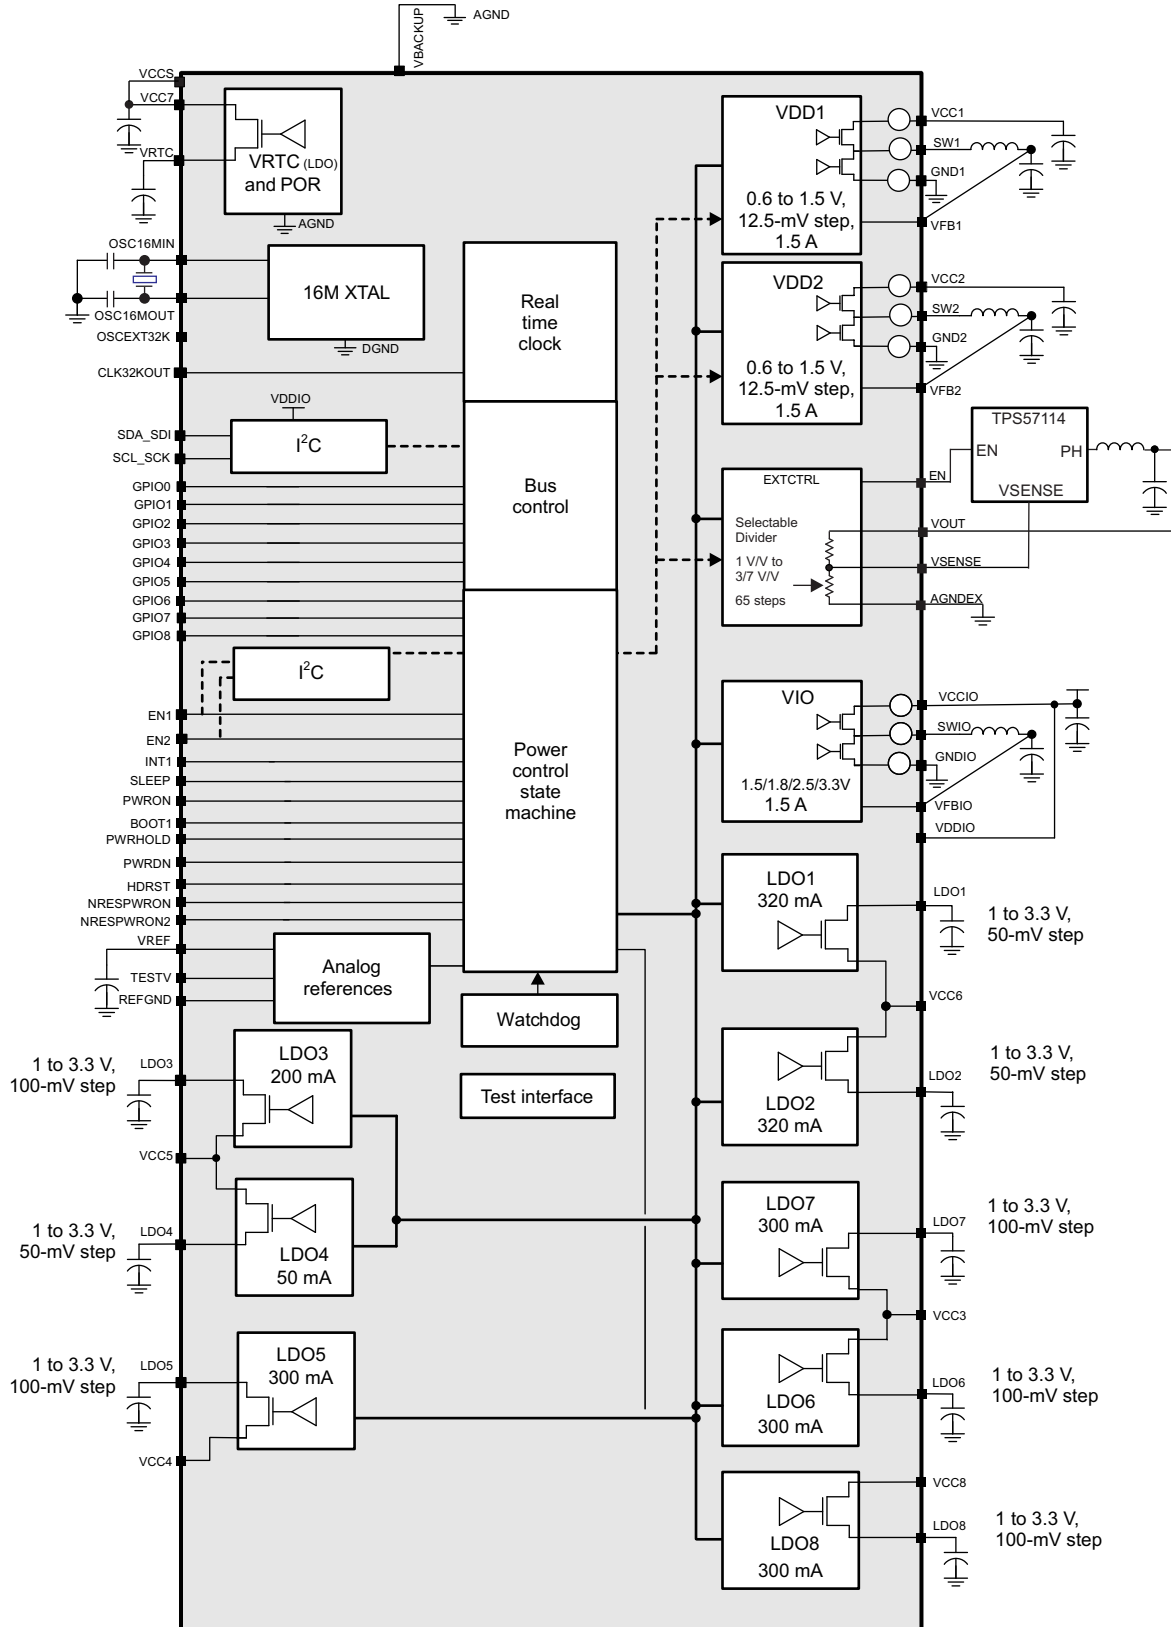 VBACKUP
AGND
VCCS
VCC7
VRTC
VRTC (LDO)
and POR
AGND
OSC16MIN
OSC16MOUT
16M XTAL
DGND
OSCEXT32K
CLK32KOUT
VDDIO
SDA_SDI
SCL_SCK
I²C
GPIO0
GPIO1
GPIO2
GPIO3
GPIO4
GPIO5
GPIO6
GPIO7
GPIO8
I²C
EN1
EN2
INT1
SLEEP
PWRON
BOOT1
PWRHOLD
PWRDN
HDRST
NRESPWRON
NRESPWRON2
VREF
TESTV
REFGND
Analog
references
Real
time
clock
Bus
control
Power
control
state
machine
Watchdog
Test interface
1 to 3.3 V,
100-mV step
LDO3
LDO3
200 mA
VCC5
1 to 3.3 V,
50-mV step
LDO4
LDO4
50 mA
1 to 3.3 V,
100-mV step
LDO5
LDO5
300 mA
VCC4
VDD1
0.6 to 1.5 V,
12.5-mV step,
1.5 A
VCC1
SW1
GND1
VFB1
VDD2
0.6 to 1.5 V,
12.5-mV step,
1.5 A
VCC2
SW2
GND2
VFB2
TPS57114
EN
PH
VSENSE
EXTCTRL
Selectable
Divider
1 V/V to
3/7 V/V
65 steps
EN
VOUT
VSENSE
AGNDEX
VIO
1.5/1.8/2.5/3.3V
1.5 A
VCCIO
SWIO
GNDIO
VFBIO
VDDIO
LDO1
320 mA
LDO1
1 to 3.3 V,
50-mV step
VCC6
LDO2
320 mA
LDO2
1 to 3.3 V,
50-mV step
LDO7
300 mA
LDO7
1 to 3.3 V,
100-mV step
VCC3
LDO6
300 mA
LDO6
1 to 3.3 V,
100-mV step
VCC8
LDO8
300 mA
LDO8
1 to 3.3 V,
100-mV step